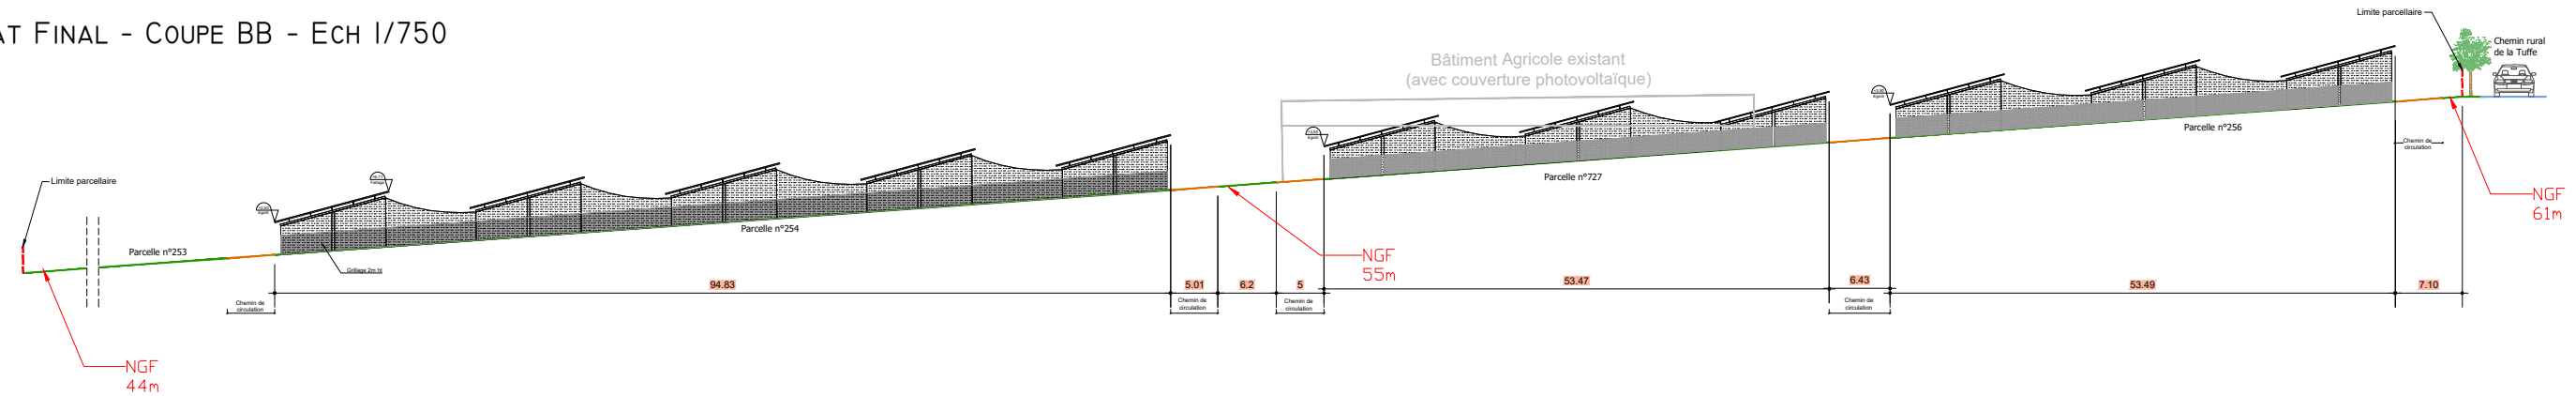 AT FINAL - COUPE BB - ECH 1/750
Limite parcellaire
Chemin rural
de la Tuffe
Bâtiment Agricole existant
(avec couverture photovoltaïque)
Parcelle n°256
Chemin de
circulation
Parcelle n°727
Limite parcellaire
NGF
61m
Parcelle n°254
Parcelle n°253
NGF
55m
Grillage 2m ht
94.83
5.01
6.2
5
53.47
6.43
53.49
7.10
Chemin de
circulation
Chemin de
circulation
Chemin de
circulation
Chemin de
circulation
NGF
44m